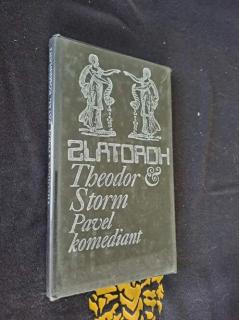 ZLATOROH
Theodor &
Storm
Pavel
komediant